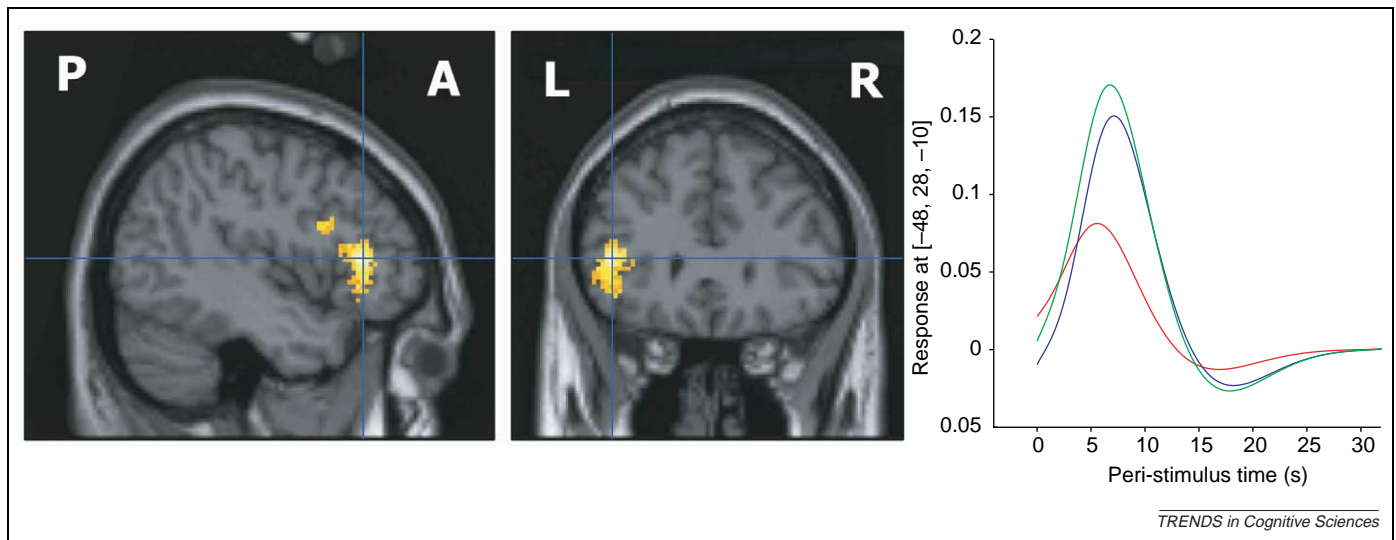 P
A
L
R
Response at [−48, 28, −10]
0.2
0.15
0.1
0.05
0
0.05
0 5 10 15 20 25 30
Peri-stimulus time (s)
TRENDS in Cognitive Sciences